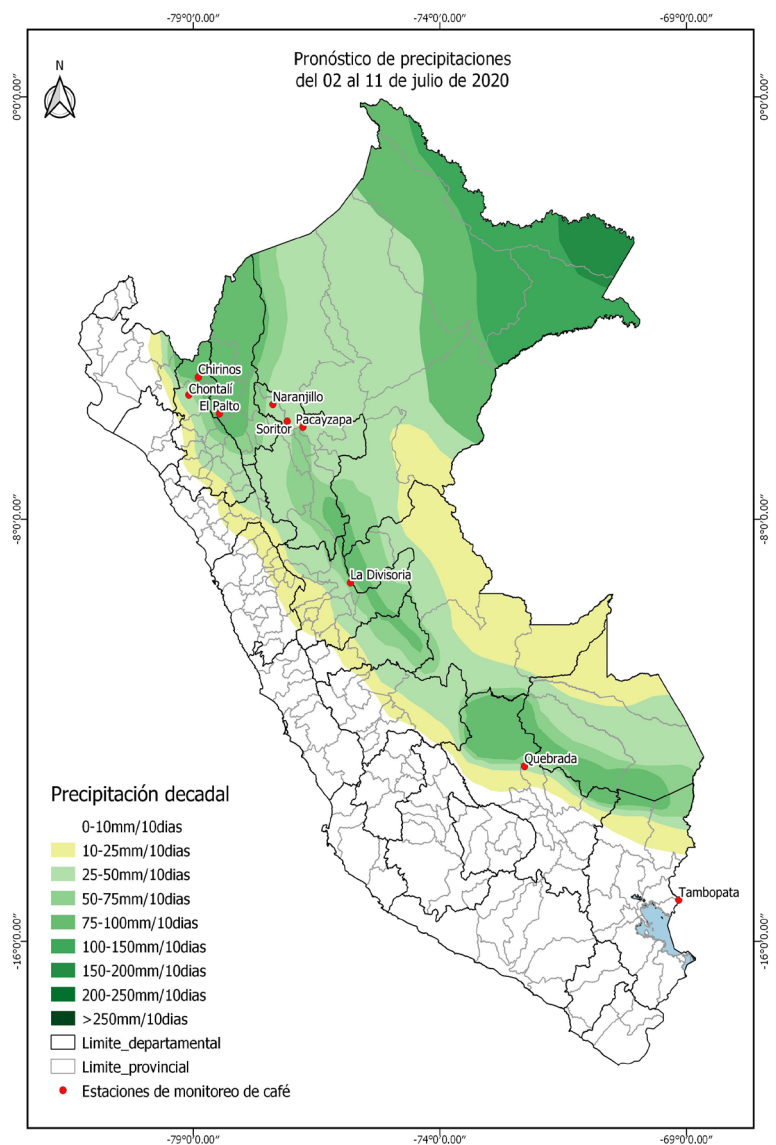 -79°0'0.00"
-74°0'0.00"
-69°0'0.00"
Pronóstico de precipitaciones
del 02 al 11 de julio de 2020
N
0°0'0.00"
0°0'0.00"
Chirinos
Chontalí
El Palto
Naranjillo
Soritor
Pacayzapa
-8°0'0.00"
-8°0'0.00"
La Divisoria
Quebrada
Tambopata
-16°0'0.00"
-16°0'0.00"
Precipitación decadal
0-10mm/10dias
10-25mm/10dias
25-50mm/10dias
50-75mm/10dias
75-100mm/10dias
100-150mm/10dias
150-200mm/10dias
200-250mm/10dias
>250mm/10dias
Limite_departamental
Limite_provincial
Estaciones de monitoreo de café
-79°0'0.00"
-74°0'0.00"
-69°0'0.00"